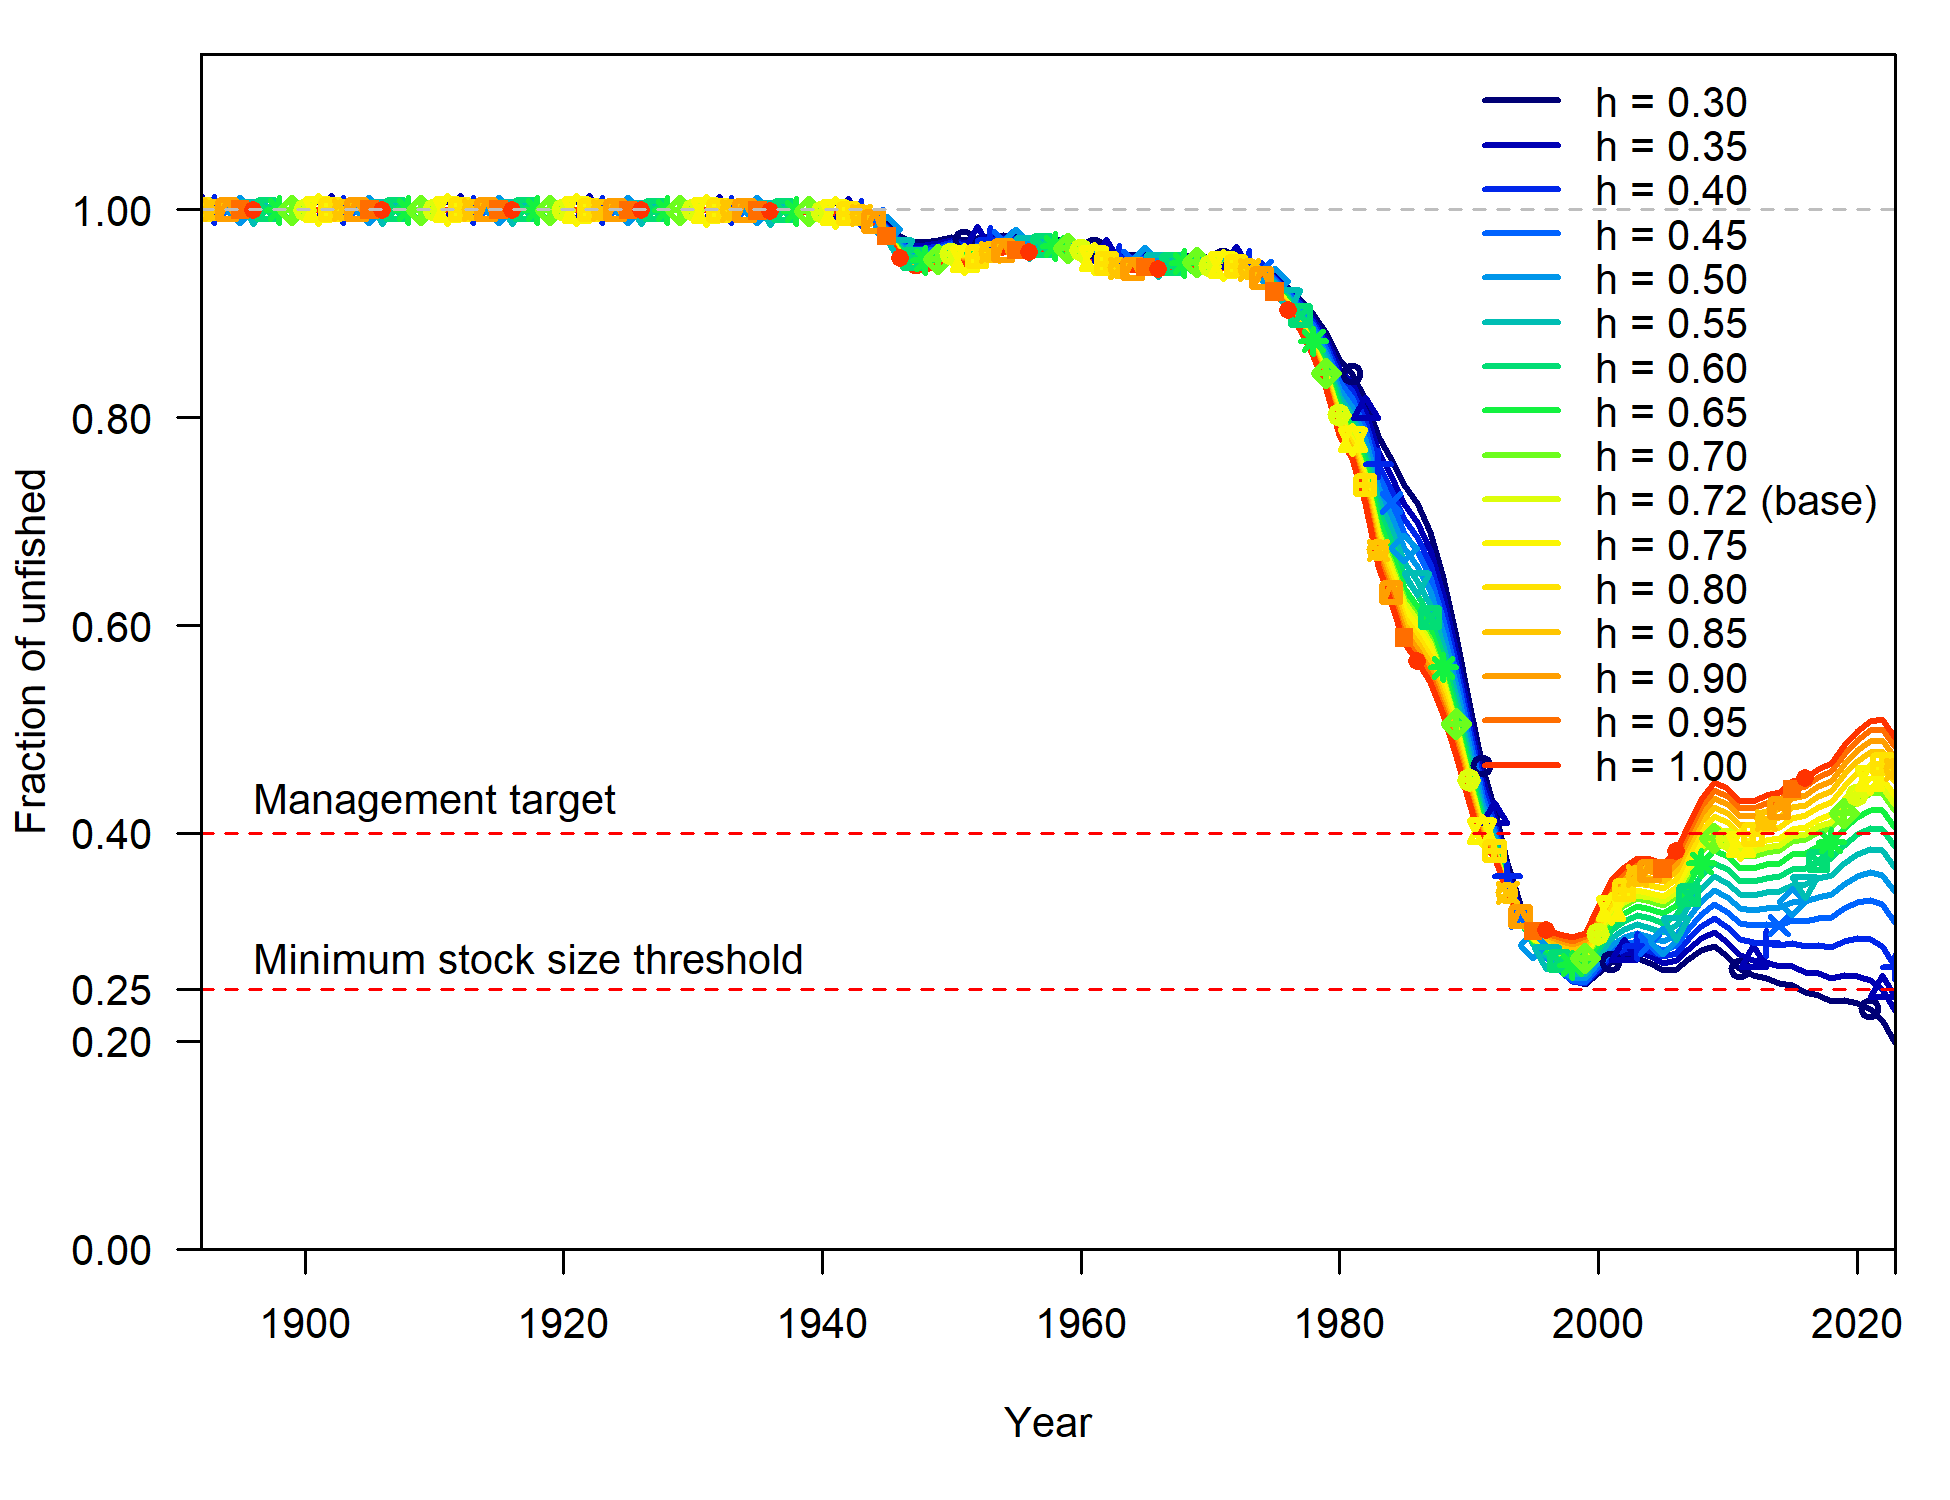 h = 0.30
h = 0.35
h = 0.40
h = 0.45
h = 0.50
h = 0.55
h = 0.60
h = 0.65
h = 0.70
h = 0.72 (base)
h = 0.75
h = 0.80
h = 0.85
h = 0.90
h = 0.95
h = 1.00
Fraction of unfished
1.00
0.80
0.60
0.40
0.25
0.20
0.00
Management target
Minimum stock size threshold
1900 1920 1940 1960 1980 2000 2020
Year